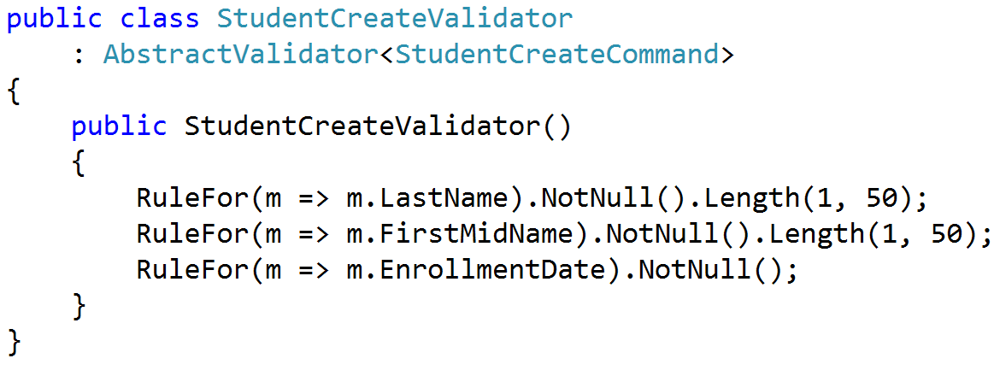 public class StudentCreateValidator
    : AbstractValidator<StudentCreateCommand>
{
    public StudentCreateValidator()
    {
        RuleFor(m => m.LastName).NotNull().Length(1, 50);
        RuleFor(m => m.FirstMidName).NotNull().Length(1, 50);
        RuleFor(m => m.EnrollmentDate).NotNull();
    }
}